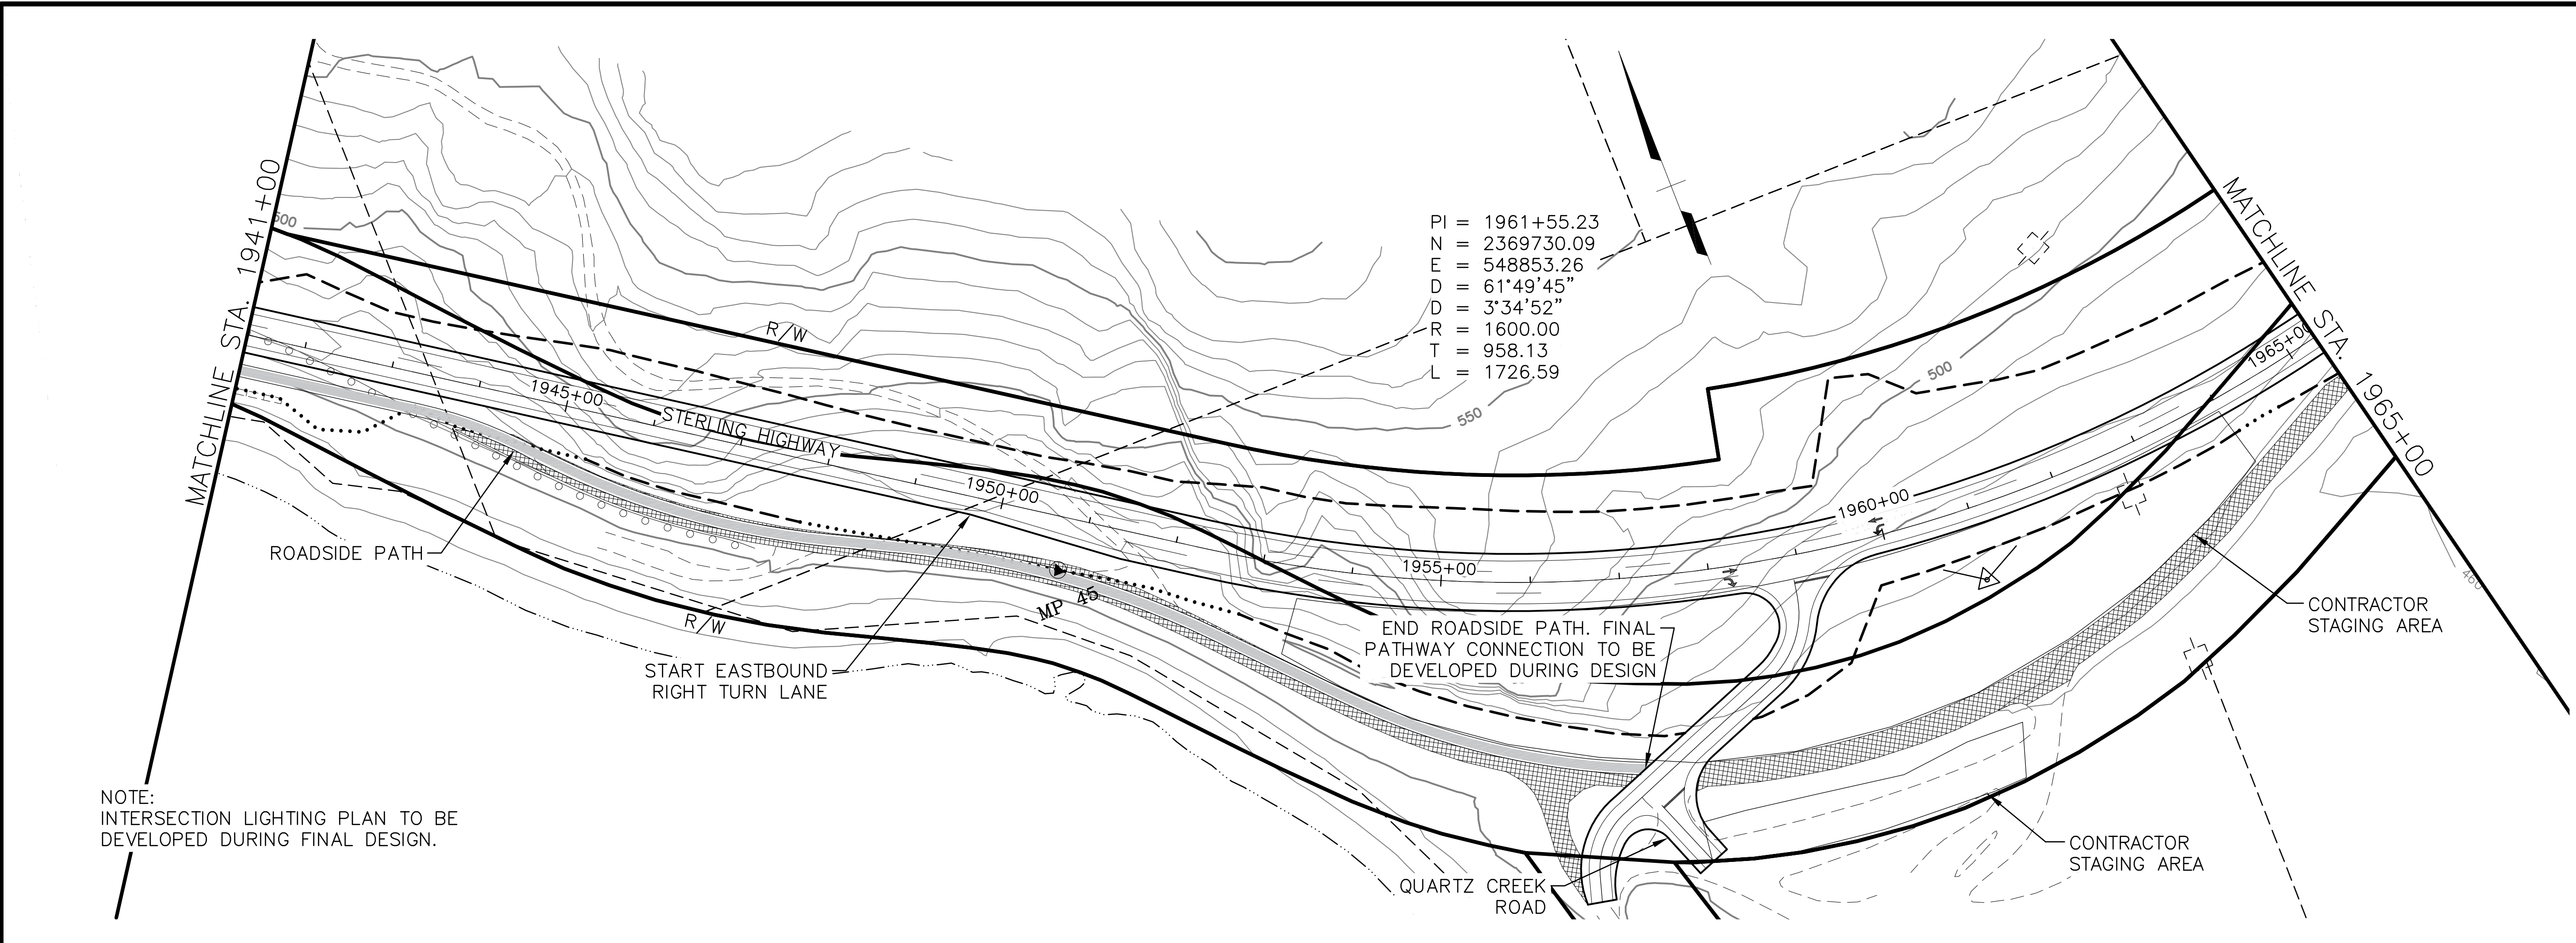 MATCHLINE STA. 1941+00
500
R/W
1945+00
STERLING HIGHWAY
1950+00
PI = 1961+55.23
N = 2369730.09
E = 548853.26
D = 61°49'45"
D = 3°34'52"
R = 1600.00
T = 958.13
L = 1726.59
550
500
1955+00
1960+00
1965+00
MATCHLINE STA. 1965+00
460
ROADSIDE PATH
R/W
MP 45
START EASTBOUND
RIGHT TURN LANE
END ROADSIDE PATH. FINAL
PATHWAY CONNECTION TO BE
DEVELOPED DURING DESIGN
CONTRACTOR
STAGING AREA
NOTE:
INTERSECTION LIGHTING PLAN TO BE
DEVELOPED DURING FINAL DESIGN.
CONTRACTOR
STAGING AREA
QUARTZ CREEK
ROAD